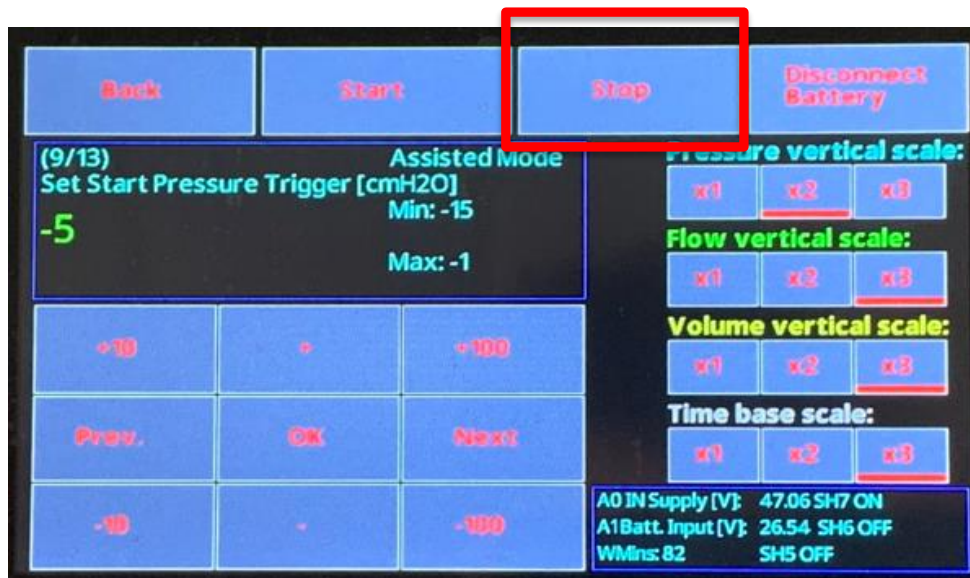 Back Start Stop Disconnect
Battery
(9/13) Assisted Mode
Set Start Pressure Trigger [cmH2O]
Min: -15
-5
Max: -1
Pressure vertical scale:
x1 x2 x3
Flow vertical scale:
x1 x2 x3
Volume vertical scale:
x1 x2 x3
Time base scale:
x1 x2 x3
+10 + +100
Prev. OK Next
-10 - -100
A0 IN Supply [V]: 47.06 SH7 ON
A1Batt. Input [V]: 26.54 SH6 OFF
WMins: 82 SH5 OFF